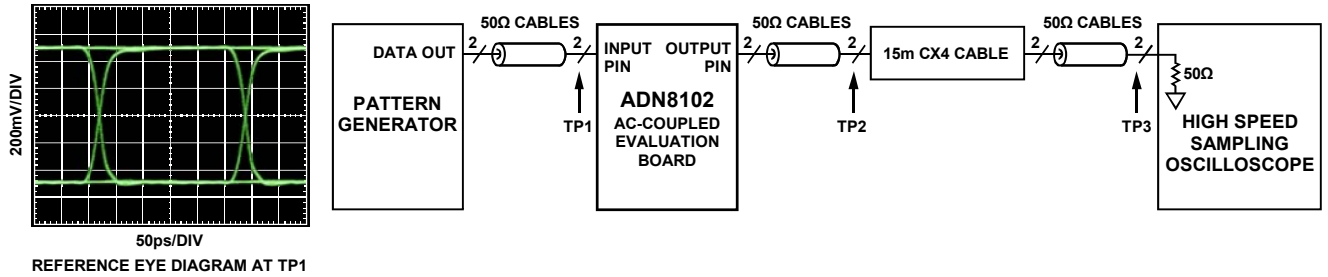 200mV/DIV
50ps/DIV
REFERENCE EYE DIAGRAM AT TP1
DATA OUT
PATTERN
GENERATOR
50Ω CABLES
2
2
TP1
INPUT
PIN
OUTPUT
PIN
ADN8102
AC-COUPLED
EVALUATION
BOARD
50Ω CABLES
2
2
TP2
15m CX4 CABLE
50Ω CABLES
2
2
TP3
50Ω
HIGH SPEED
SAMPLING
OSCILLOSCOPE